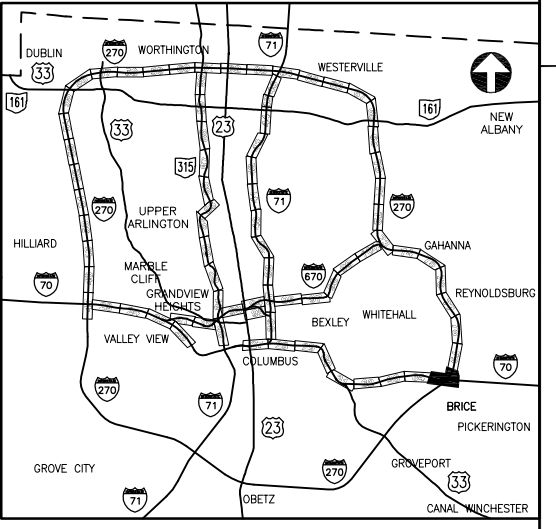 DUBLIN
33
161
270
WORTHINGTON
71
WESTERVILLE
161
NEW
ALBANY
33
23
315
270
71
270
UPPER
ARLINGTON
HILLIARD
GAHANNA
70
MARBLE
CLIFF
670
GRANDVIEW
HEIGHTS
REYNOLDSBURG
BEXLEY
WHITEHALL
VALLEY VIEW
COLUMBUS
70
270
71
BRICE
23
PICKERINGTON
GROVE CITY
270
GROVEPORT
33
71
OBETZ
CANAL WINCHESTER